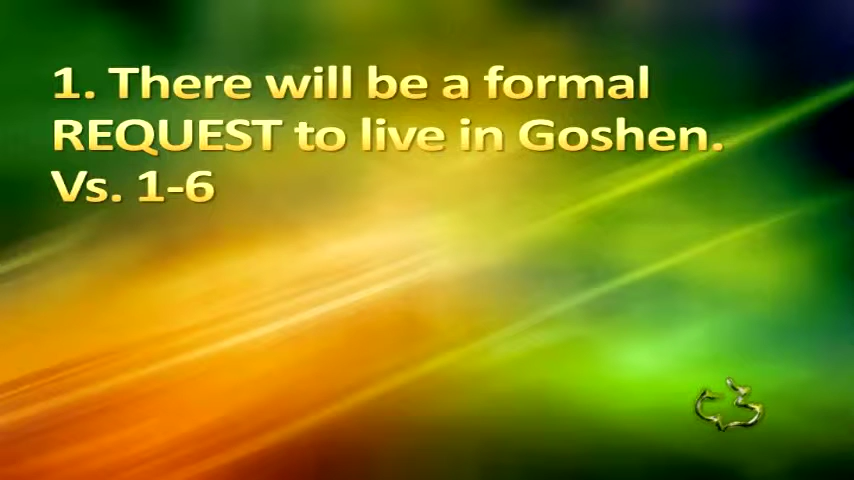 1. There will be a formal
REQUEST to live in Goshen.
Vs. 1-6